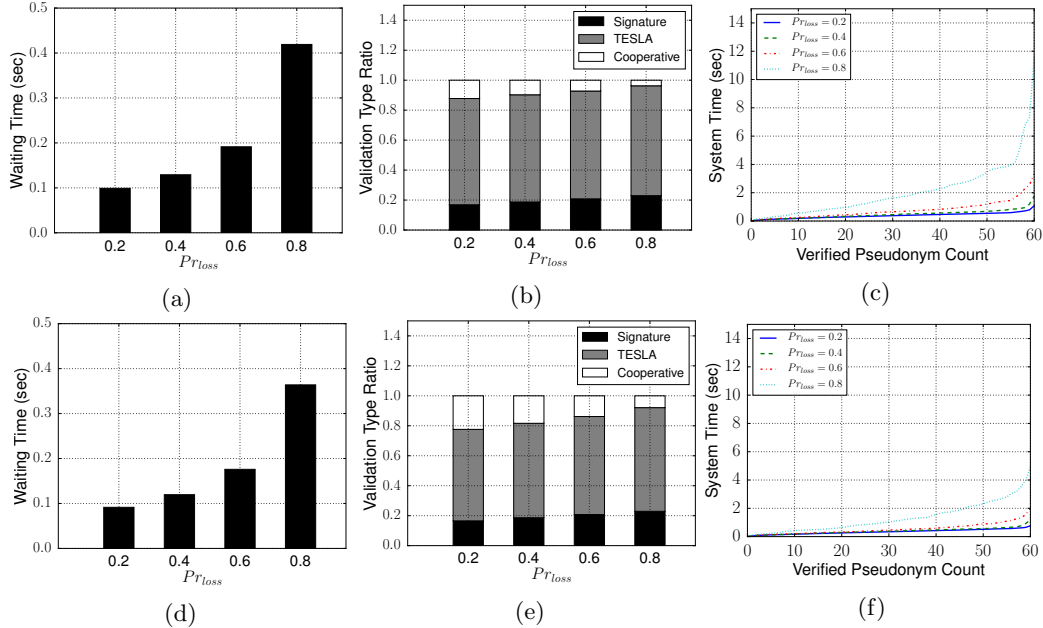 0.5
0.4
0.3
0.2
0.1
0.0
Waiting Time (sec)
0.2 0.4 0.6 0.8
Pr_loss
(a)
1.4
1.2
1.0
0.8
0.6
0.4
0.2
0.0
Validation Type Ratio
Signature
TESLA
Cooperative
0.2 0.4 0.6 0.8
Pr_loss
(b)
14
12
10
8
6
4
2
0
System Time (sec)
Pr_loss = 0.2
Pr_loss = 0.4
Pr_loss = 0.6
Pr_loss = 0.8
0 10 20 30 40 50 60
Verified Pseudonym Count
(c)
0.5
0.4
0.3
0.2
0.1
0.0
Waiting Time (sec)
0.2 0.4 0.6 0.8
Pr_loss
(d)
1.4
1.2
1.0
0.8
0.6
0.4
0.2
0.0
Validation Type Ratio
Signature
TESLA
Cooperative
0.2 0.4 0.6 0.8
Pr_loss
(e)
14
12
10
8
6
4
2
0
System Time (sec)
Pr_loss = 0.2
Pr_loss = 0.4
Pr_loss = 0.6
Pr_loss = 0.8
0 10 20 30 40 50 60
Verified Pseudonym Count
(f)